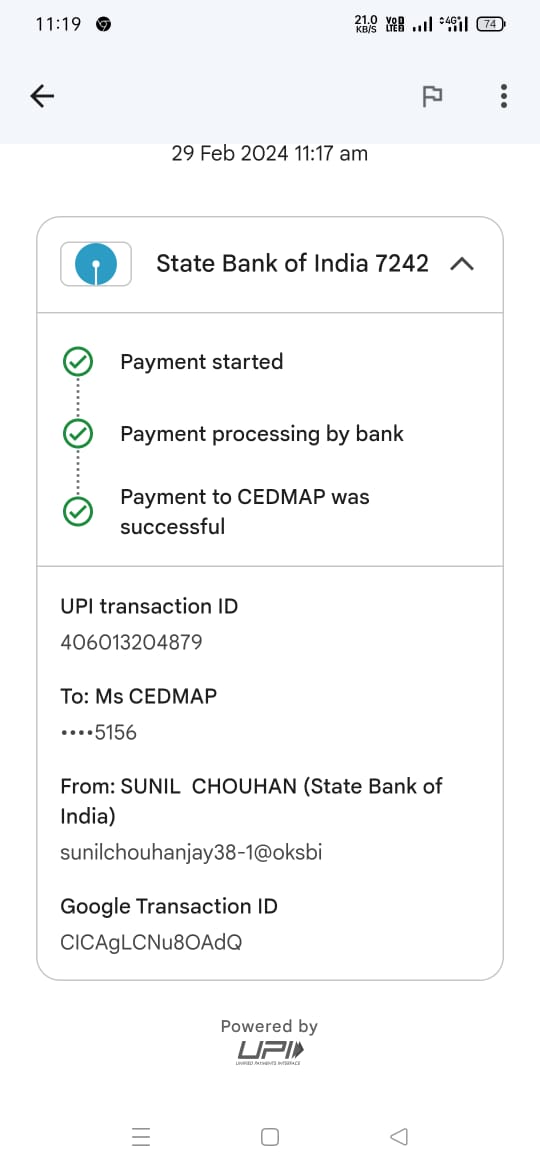 11:19
21.0 KB/S VoD LTE 4G+ 74
29 Feb 2024 11:17 am
State Bank of India 7242
Payment started
Payment processing by bank
Payment to CEDMAP was
successful
UPI transaction ID
406013204879
To: Ms CEDMAP
••••5156
From: SUNIL CHOUHAN (State Bank of
India)
sunilchouhanjay38-1@oksbi
Google Transaction ID
CICAgLCNu8OAdQ
Powered by
UPI
UNIFIED PAYMENTS INTERFACE